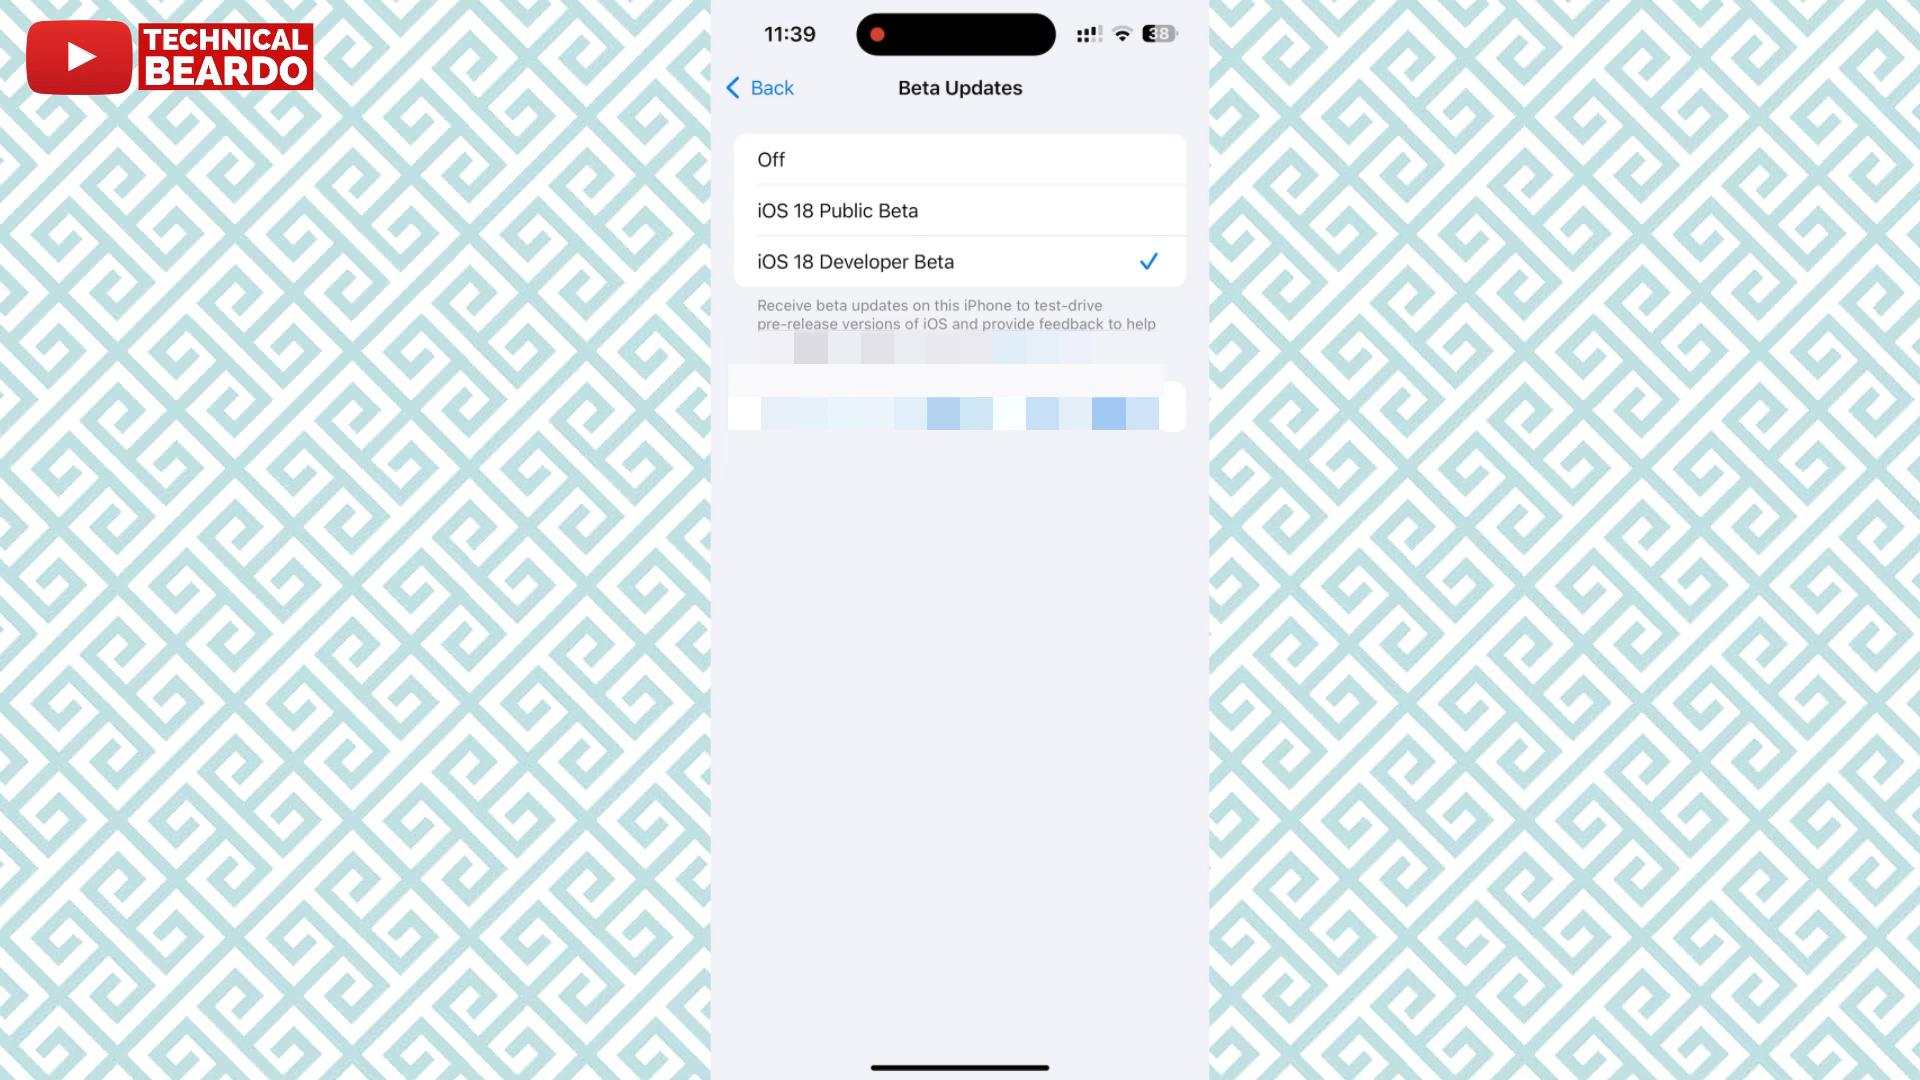 TECHNICAL
BEARDO
11:39
38
Back
Beta Updates
Off
iOS 18 Public Beta
iOS 18 Developer Beta
Receive beta updates on this iPhone to test-drive
pre-release versions of iOS and provide feedback to help